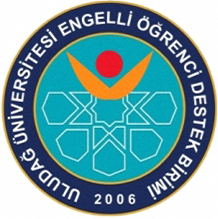 ULUDAĞ ÜNİVERSİTESİ ENGELLİ ÖĞRENCİ DESTEK BİRİMİ
2006